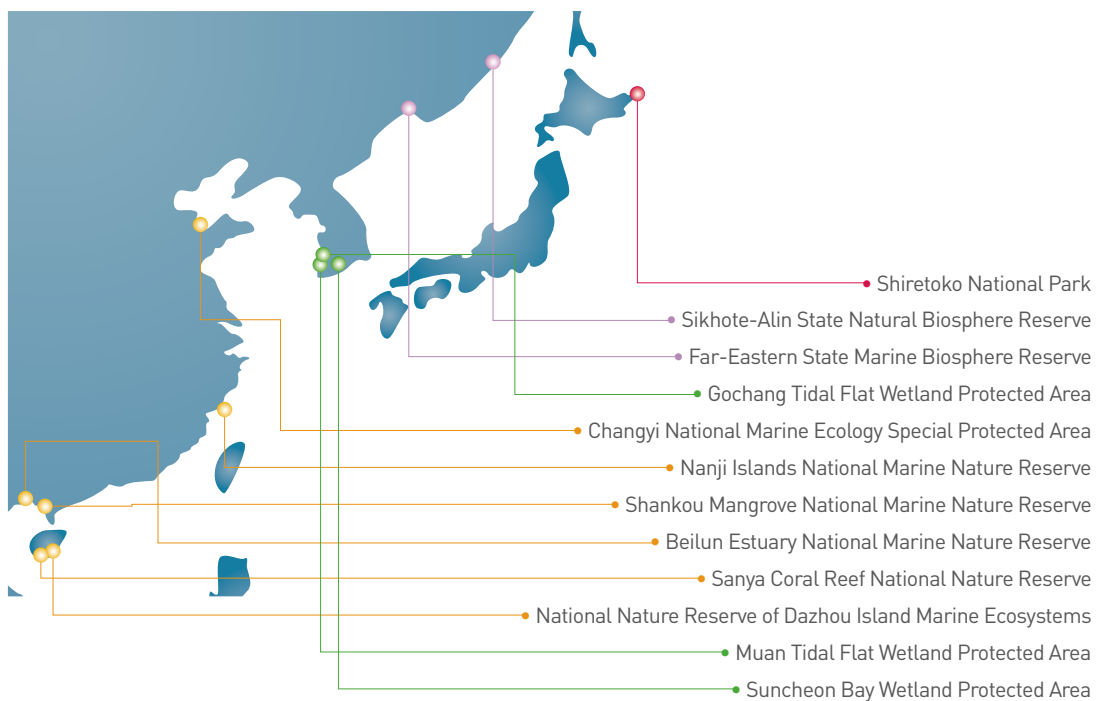 Shiretoko National Park
Sikhote-Alin State Natural Biosphere Reserve
Far-Eastern State Marine Biosphere Reserve
Gochang Tidal Flat Wetland Protected Area
Changyi National Marine Ecology Special Protected Area
Nanji Islands National Marine Nature Reserve
Shankou Mangrove National Marine Nature Reserve
Beilun Estuary National Marine Nature Reserve
Sanya Coral Reef National Nature Reserve
National Nature Reserve of Dazhou Island Marine Ecosystems
Muan Tidal Flat Wetland Protected Area
Suncheon Bay Wetland Protected Area